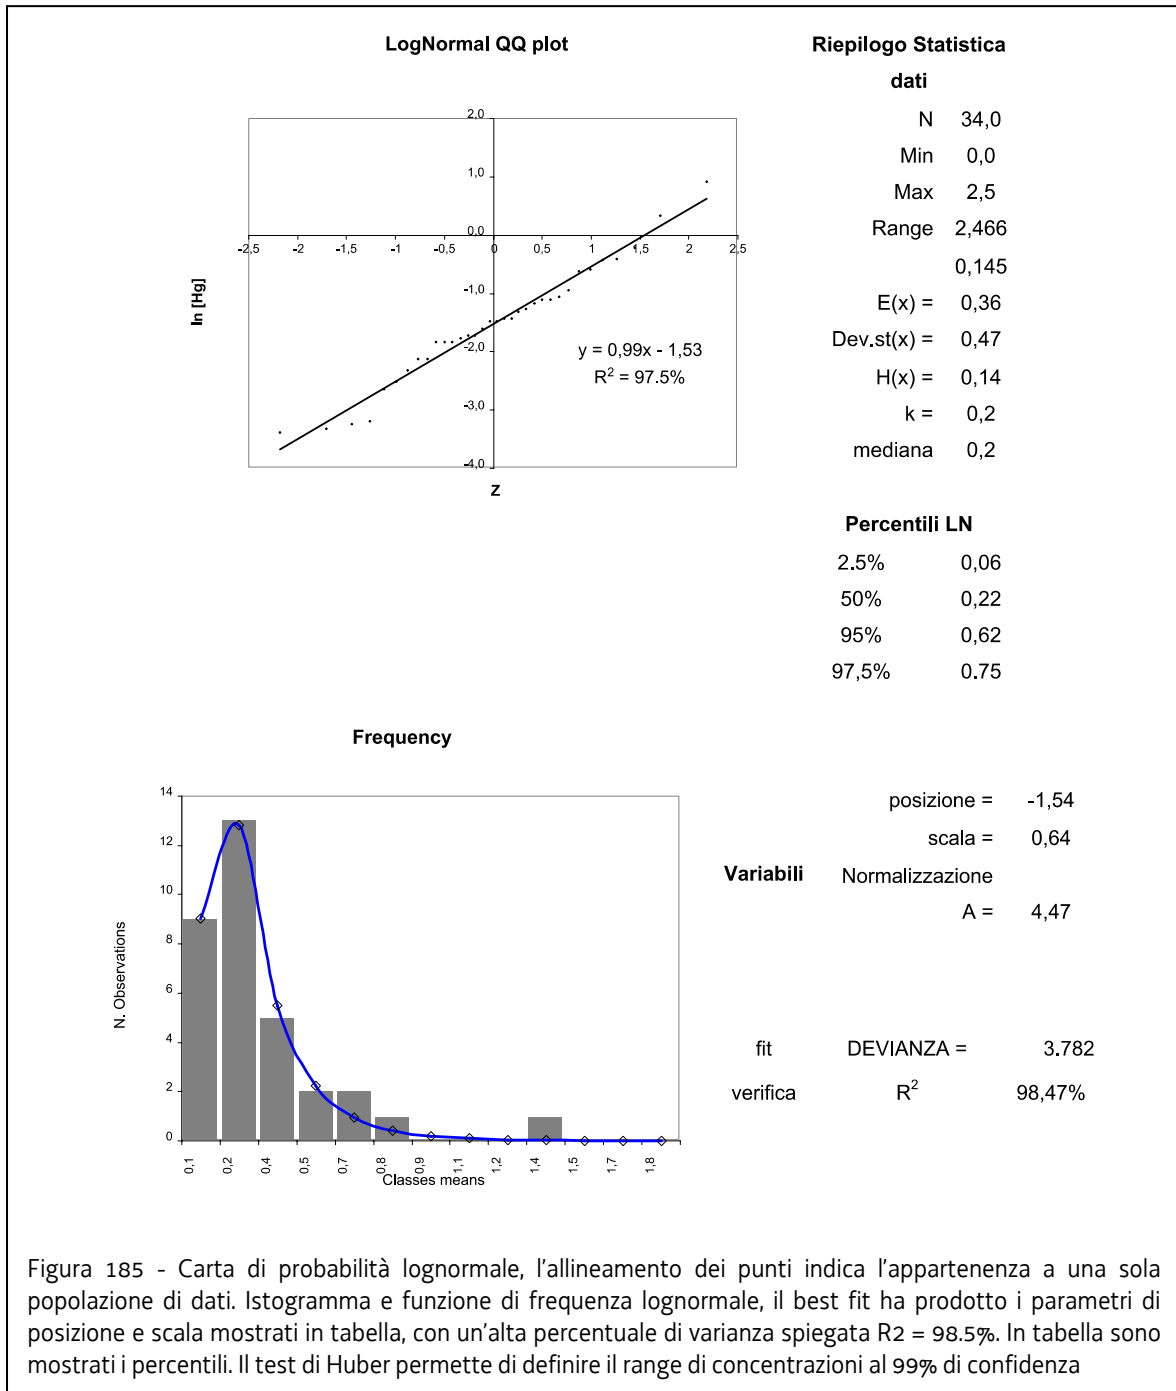 LogNormal QQ plot
2,0
1,0
0,0
-2,5 -2 -1,5 -1 -0,5 0 0,5 1 1,5 2 2,5
-1,0
-2,0
-3,0
-4,0
ln [Hg]
y = 0,99x - 1,53
R² = 97.5%
Z
Riepilogo Statistica
dati
N 34,0
Min 0,0
Max 2,5
Range 2,466
0,145
E(x) = 0,36
Dev.st(x) = 0,47
H(x) = 0,14
k = 0,2
mediana 0,2
Percentili LN
2.5% 0,06
50% 0,22
95% 0,62
97,5% 0.75
Frequency
14
12
10
8
6
4
2
0
N. Observations
0,1 0,2 0,4 0,5 0,7 0,8 0,9 1,1 1,2 1,4 1,5 1,7 1,8
Classes means
posizione = -1,54
scala = 0,64
Variabili Normalizzazione
A = 4,47
fit DEVIANZA = 3.782
verifica R² 98,47%
Figura 185 - Carta di probabilità lognormale, l'allineamento dei punti indica l'appartenenza a una sola
popolazione di dati. Istogramma e funzione di frequenza lognormale, il best fit ha prodotto i parametri di
posizione e scala mostrati in tabella, con un'alta percentuale di varianza spiegata R2 = 98.5%. In tabella sono
mostrati i percentili. Il test di Huber permette di definire il range di concentrazioni al 99% di confidenza